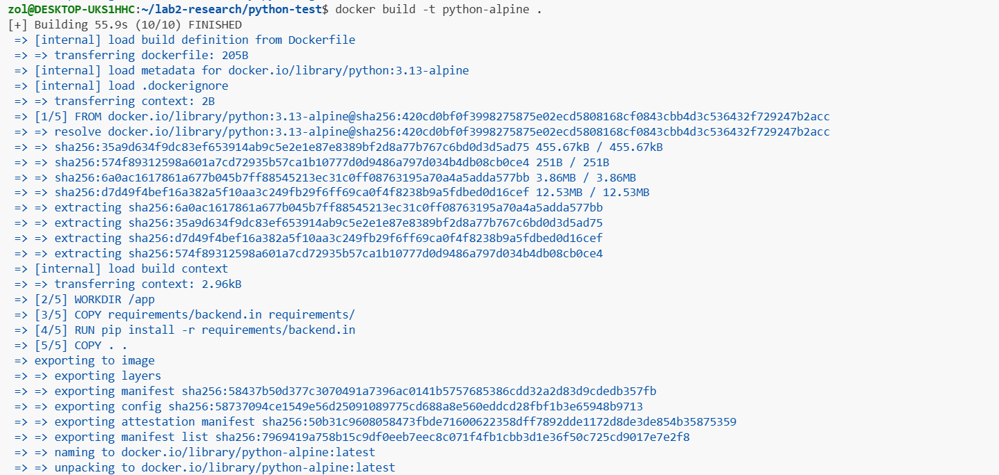 zol@DESKTOP-UKS1HHC:~/lab2-research/python-test$ docker build -t python-alpine .
[+] Building 55.9s (10/10) FINISHED
=> [internal] load build definition from Dockerfile
=> => transferring dockerfile: 205B
=> [internal] load metadata for docker.io/library/python:3.13-alpine
=> [internal] load .dockerignore
=> => transferring context: 2B
=> [1/5] FROM docker.io/library/python:3.13-alpine@sha256:420cd0bf0f3998275875e02ecd5808168cf0843cbb4d3c536432f729247b2acc
=> => resolve docker.io/library/python:3.13-alpine@sha256:420cd0bf0f3998275875e02ecd5808168cf0843cbb4d3c536432f729247b2acc
=> => sha256:35a9d634f9dc83ef653914ab9c5e2e1e87e8389bf2d8a77b767c6bd0d3d5ad75 455.67kB / 455.67kB
=> => sha256:574f89312598a601a7cd72935b57ca1b10777d0d9486a797d034b4db08cb0ce4 251B / 251B
=> => sha256:6a0ac1617861a677b045b7ff88545213ec31c0ff08763195a70a4a5adda577bb 3.86MB / 3.86MB
=> => sha256:d7d49f4bef16a382a5f10aa3c249fb29f6ff69ca0f4f8238b9a5fdbed0d16cef 12.53MB / 12.53MB
=> => extracting sha256:6a0ac1617861a677b045b7ff88545213ec31c0ff08763195a70a4a5adda577bb
=> => extracting sha256:35a9d634f9dc83ef653914ab9c5e2e1e87e8389bf2d8a77b767c6bd0d3d5ad75
=> => extracting sha256:d7d49f4bef16a382a5f10aa3c249fb29f6ff69ca0f4f8238b9a5fdbed0d16cef
=> => extracting sha256:574f89312598a601a7cd72935b57ca1b10777d0d9486a797d034b4db08cb0ce4
=> [internal] load build context
=> => transferring context: 2.96kB
=> [2/5] WORKDIR /app
=> [3/5] COPY requirements/backend.in requirements/
=> [4/5] RUN pip install -r requirements/backend.in
=> [5/5] COPY . .
=> exporting to image
=> => exporting layers
=> => exporting manifest sha256:58437b50d377c3070491a7396ac0141b5757685386cdd32a2d83d9cdedb357fb
=> => exporting config sha256:58737094ce1549e56d25091089775cd688a8e560eddcd28fbf1b3e65948b9713
=> => exporting attestation manifest sha256:50b31c9608058473fbde71600622358dff7892dde1172d8de3de854b35875359
=> => exporting manifest list sha256:7969419a758b15c9df0eeb7eec8c071f4fb1cbb3d1e36f50c725cd9017e7e2f8
=> => naming to docker.io/library/python-alpine:latest
=> => unpacking to docker.io/library/python-alpine:latest